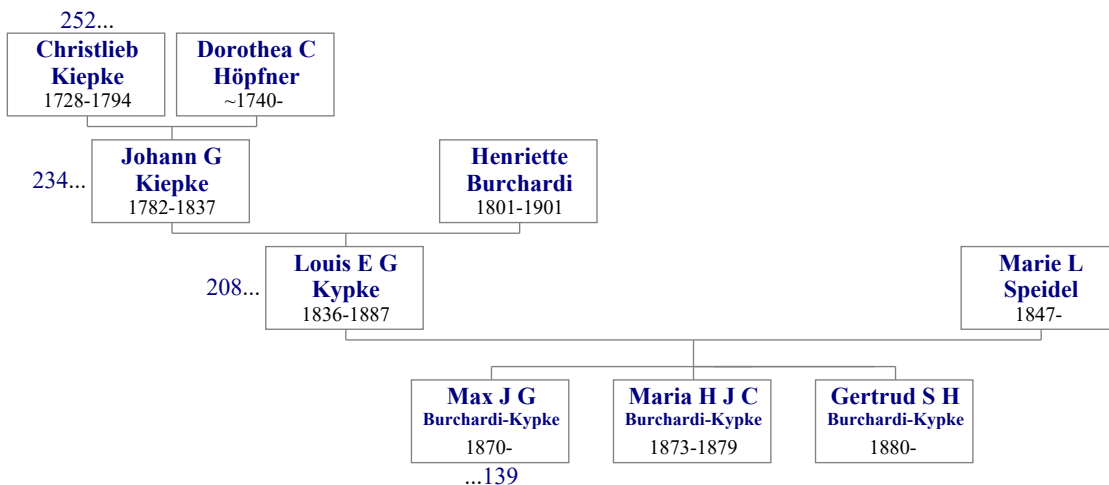 252...
Christlieb
Kiepke
1728-1794
Dorothea C
Höpfner
~1740-
234...
Johann G
Kiepke
1782-1837
Henriette
Burchardi
1801-1901
208...
Louis E G
Kypke
1836-1887
Marie L
Speidel
1847-
Max J G
Burchardi-Kypke
1870-
...139
Maria H J C
Burchardi-Kypke
1873-1879
Gertrud S H
Burchardi-Kypke
1880-